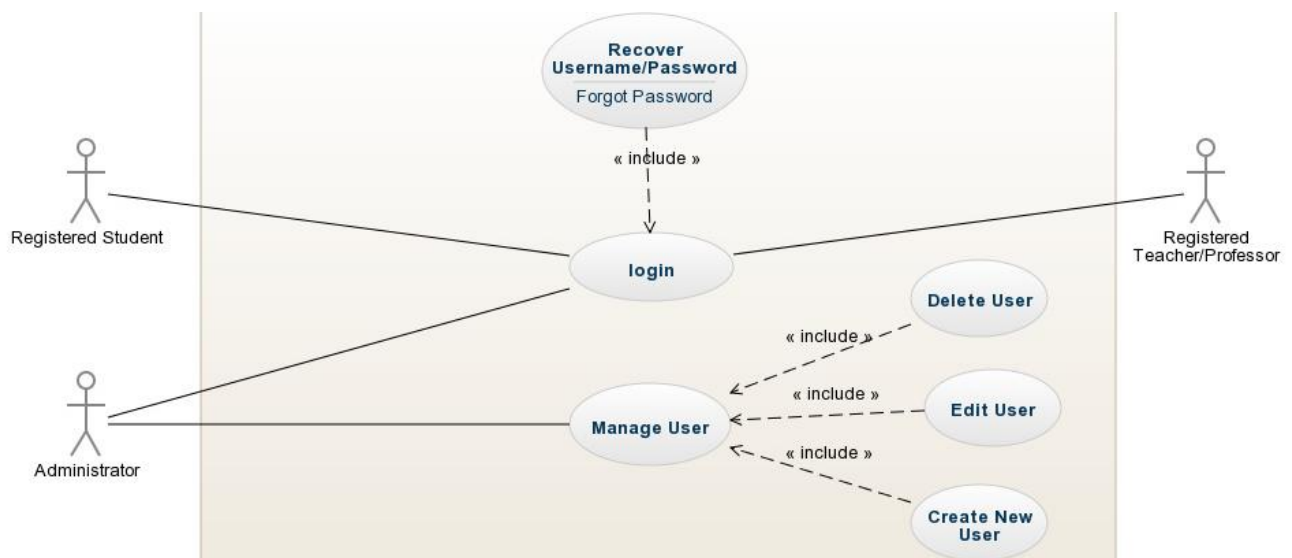 Recover
Username/Password
Forgot Password
« include »
Registered Student
Registered
Teacher/Professor
login
Delete User
« include »
« include »
Edit User
Manage User
« include »
Administrator
Create New
User